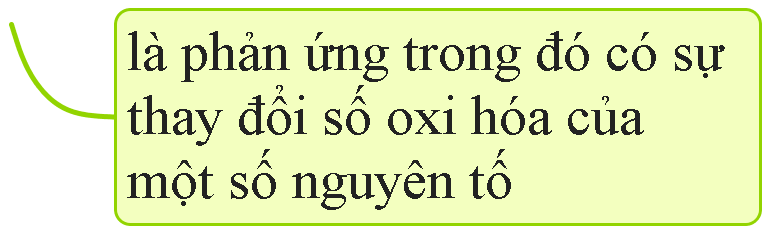 là phản ứng trong đó có sự
thay đổi số oxi hóa của
một số nguyên tố